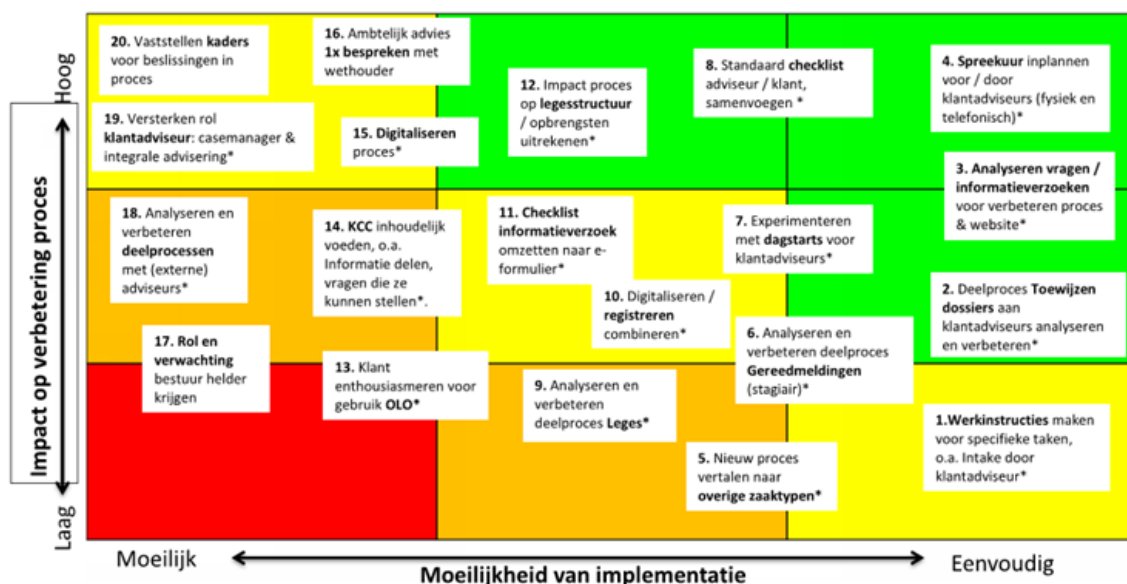 Hoog
Impact op verbetering proces
Laag
20. Vaststellen kaders
voor beslissingen in
proces
16. Ambtelijk advies
1x bespreken met
wethouder
12. Impact proces
op legesstructuur
/ opbrengsten
uitrekenen*
8. Standaard checklist
adviseur / klant,
samenvoegen *
4. Spreekuur inplannen
voor / door
klantadviseurs (fysiek en
telefonisch)*
19. Versterken rol
klantadviseur: casemanager &
integrale advisering*
15. Digitaliseren
proces*
3. Analyseren vragen /
informatieverzoeken
voor verbeteren proces
& website*
18. Analyseren en
verbeteren
deelprocessen
met (externe)
adviseurs*
14. KCC inhoudelijk
voeden, o.a.
Informatie delen,
vragen die ze
kunnen stellen*.
11. Checklist
informatieverzoek
omzetten naar e-
formulier*
7. Experimenteren
met dagstarts voor
klantadviseurs*
10. Digitaliseren /
registreren
combineren*
2. Deelproces Toewijzen
dossiers aan
klantadviseurs analyseren
en verbeteren*
17. Rol en
verwachting
bestuur helder
krijgen
13. Klant
enthousiasmeren voor
gebruik OLO*
9. Analyseren en
verbeteren
deelproces Leges*
6. Analyseren en
verbeteren deelproces
Gereedmeldingen
(stagiair)*
5. Nieuw proces
vertalen naar
overige zaaktypen*
1.Werkinstructies maken
voor specifieke taken,
o.a. Intake door
klantadviseur*
Moeilijk
Moeilijkheid van implementatie
Eenvoudig